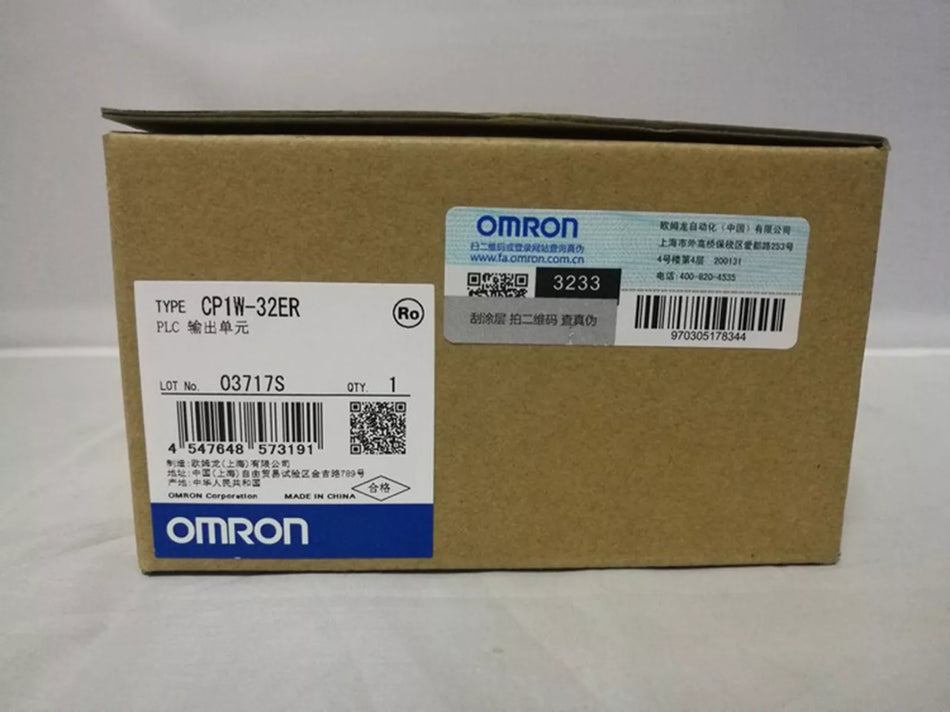 OMRON
扫二维码或登录网站查询真伪
www.fa.omron.com.cn
3233
刮涂层 拍二维码 查真伪
欧姆龙自动化(中国)有限公司
上海市外高桥保税区爱都路253号
4号楼第4层 200131
电话:400-820-4535
970305178344
TYPE CP1W-32ER
Ro
PLC 输出单元
LOT No. 03717S QTY. 1
4 547648 573191
制造:欧姆龙(上海)有限公司
地址:中国(上海)自由贸易试验区金吉路789号
产地:中华人民共和国
合格
OMRON Corporation MADE IN CHINA
OMRON